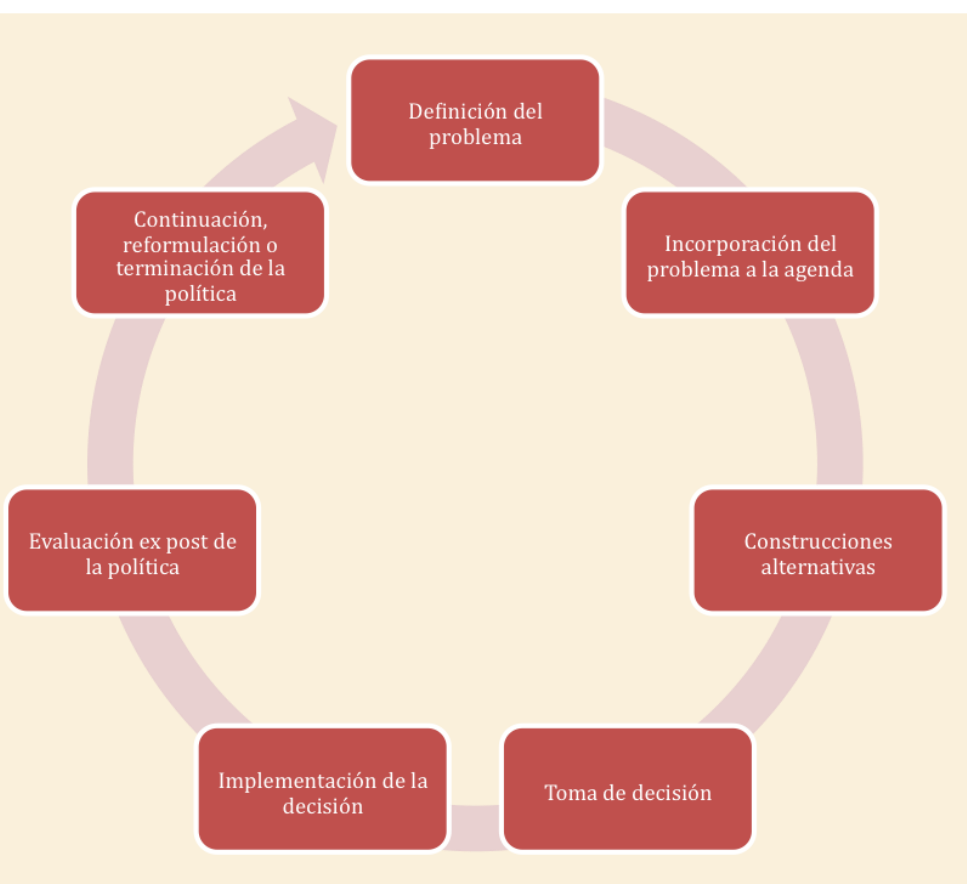 Definición del
problema
Incorporación del
problema a la agenda
Construcciones
alternativas
Toma de decisión
Implementación de la
decisión
Evaluación ex post de
la política
Continuación,
reformulación o
terminación de la
política